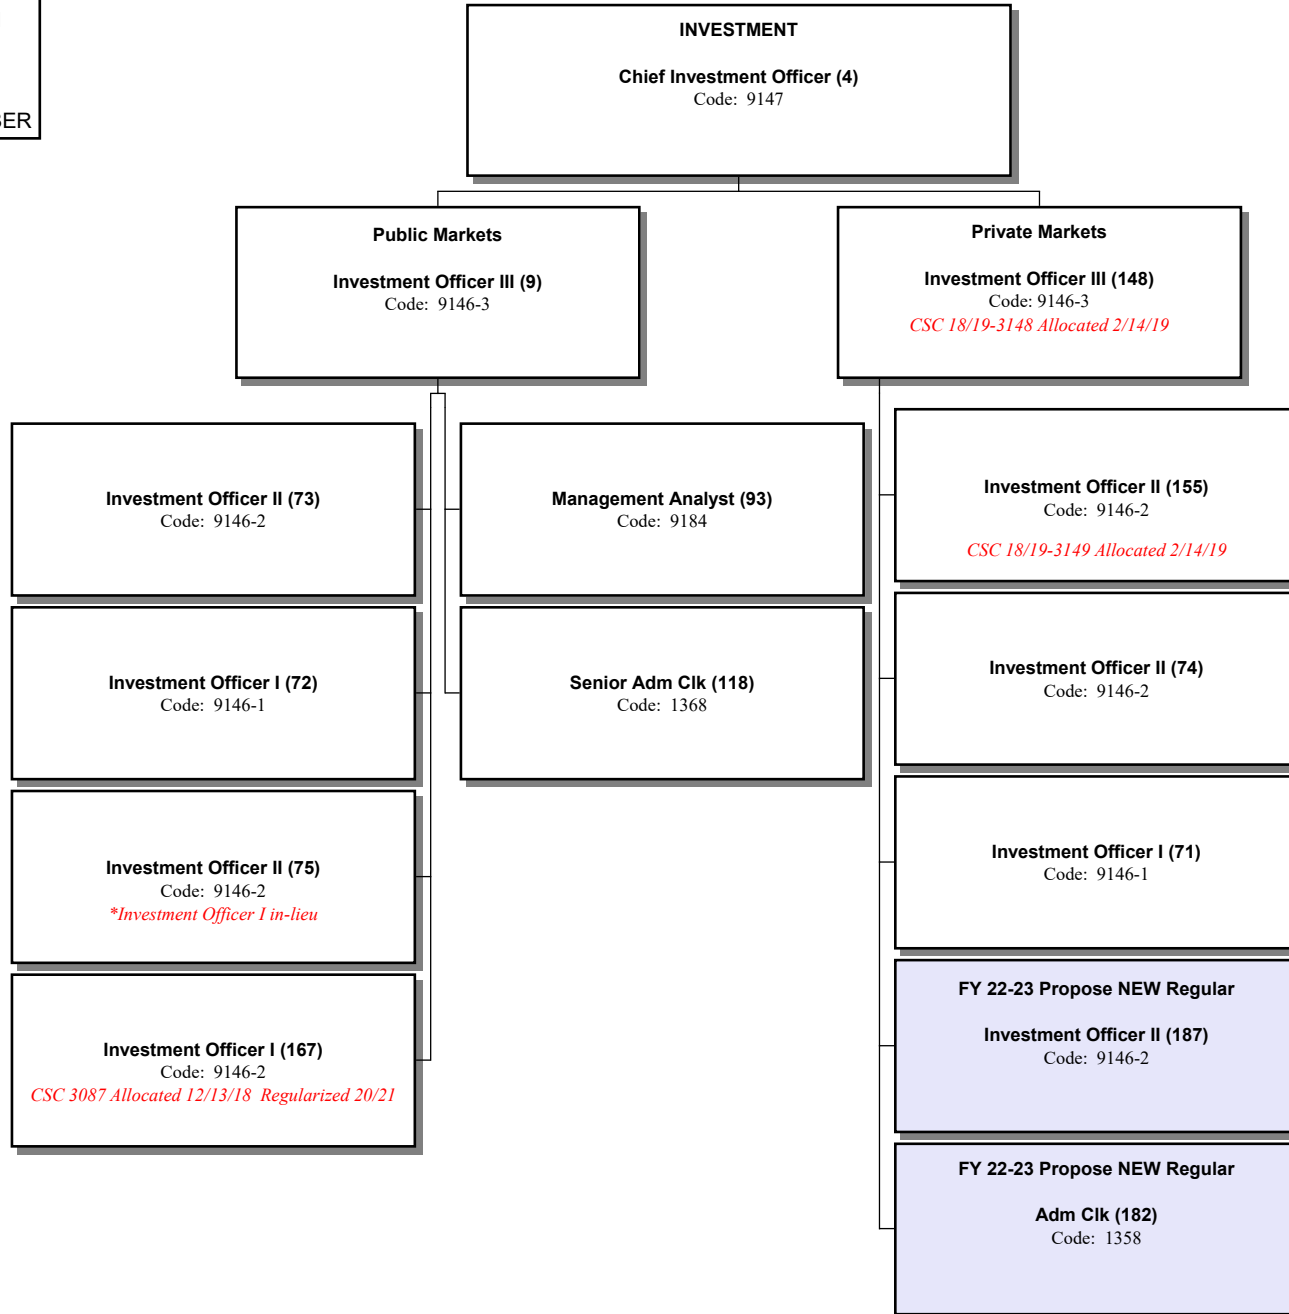 INVESTMENT
Chief Investment Officer (4)
Code: 9147
Public Markets
Investment Officer III (9)
Code: 9146-3
Private Markets
Investment Officer III (148)
Code: 9146-3
CSC 18/19-3148 Allocated 2/14/19
Investment Officer II (73)
Code: 9146-2
Investment Officer I (72)
Code: 9146-1
Investment Officer II (75)
Code: 9146-2
*Investment Officer I in-lieu
Investment Officer I (167)
Code: 9146-2
CSC 3087 Allocated 12/13/18 Regularized 20/21
Management Analyst (93)
Code: 9184
Senior Adm Clk (118)
Code: 1368
Investment Officer II (155)
Code: 9146-2
CSC 18/19-3149 Allocated 2/14/19
Investment Officer II (74)
Code: 9146-2
Investment Officer I (71)
Code: 9146-1
FY 22-23 Propose NEW Regular
Investment Officer II (187)
Code: 9146-2
FY 22-23 Propose NEW Regular
Adm Clk (182)
Code: 1358